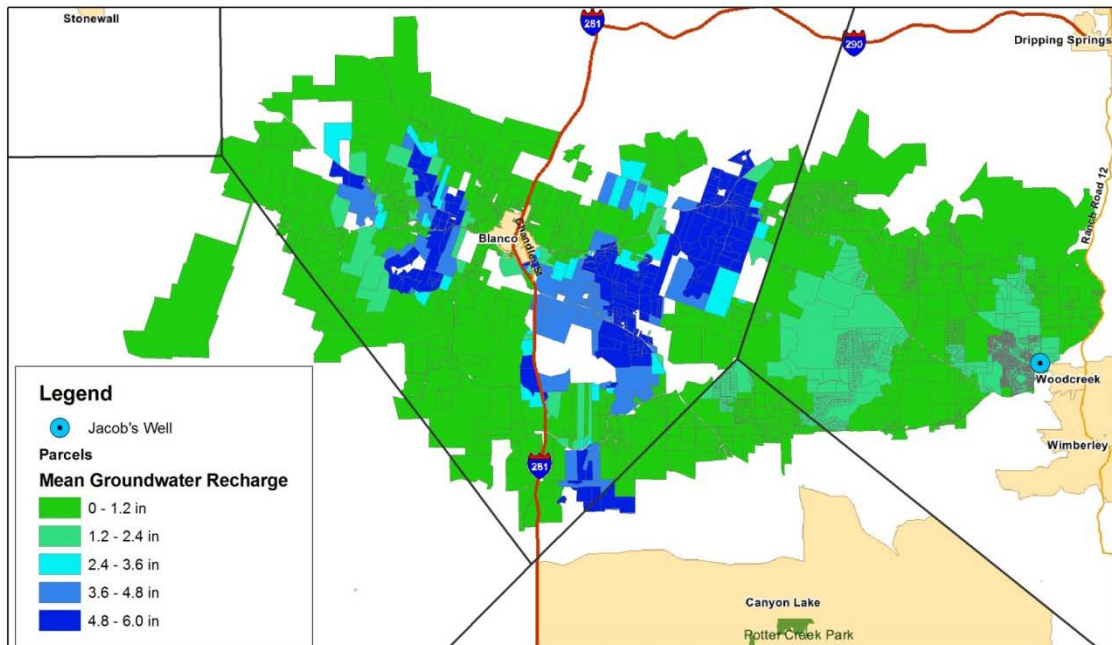 Stonewall
281
290
Dripping Springs
Ranch Road 12
Blanco
Chandler St
Woodcreek
Wimberley
281
Canyon Lake
Potter Creek Park
Legend
Jacob's Well
Parcels
Mean Groundwater Recharge
0 - 1.2 in
1.2 - 2.4 in
2.4 - 3.6 in
3.6 - 4.8 in
4.8 - 6.0 in